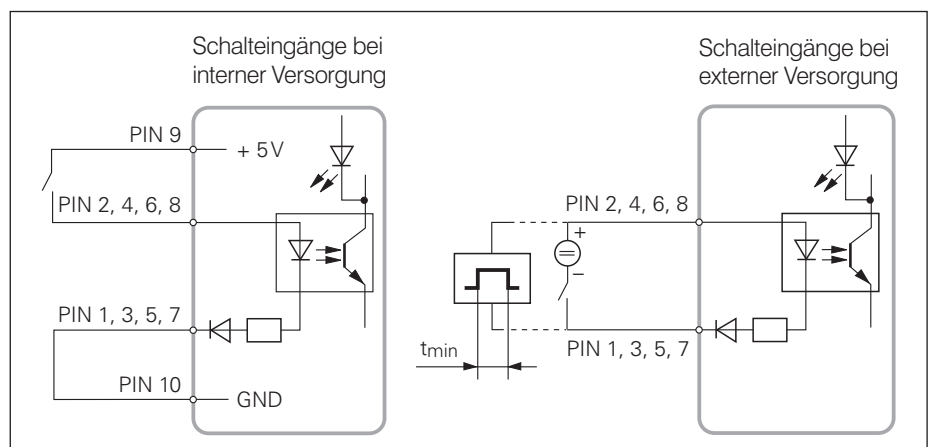 Schalteingänge bei
interner Versorgung
PIN 9
+ 5V
PIN 2, 4, 6, 8
PIN 1, 3, 5, 7
PIN 10
GND
Schalteingänge bei
externer Versorgung
PIN 2, 4, 6, 8
+
=
−
PIN 1, 3, 5, 7
tmin